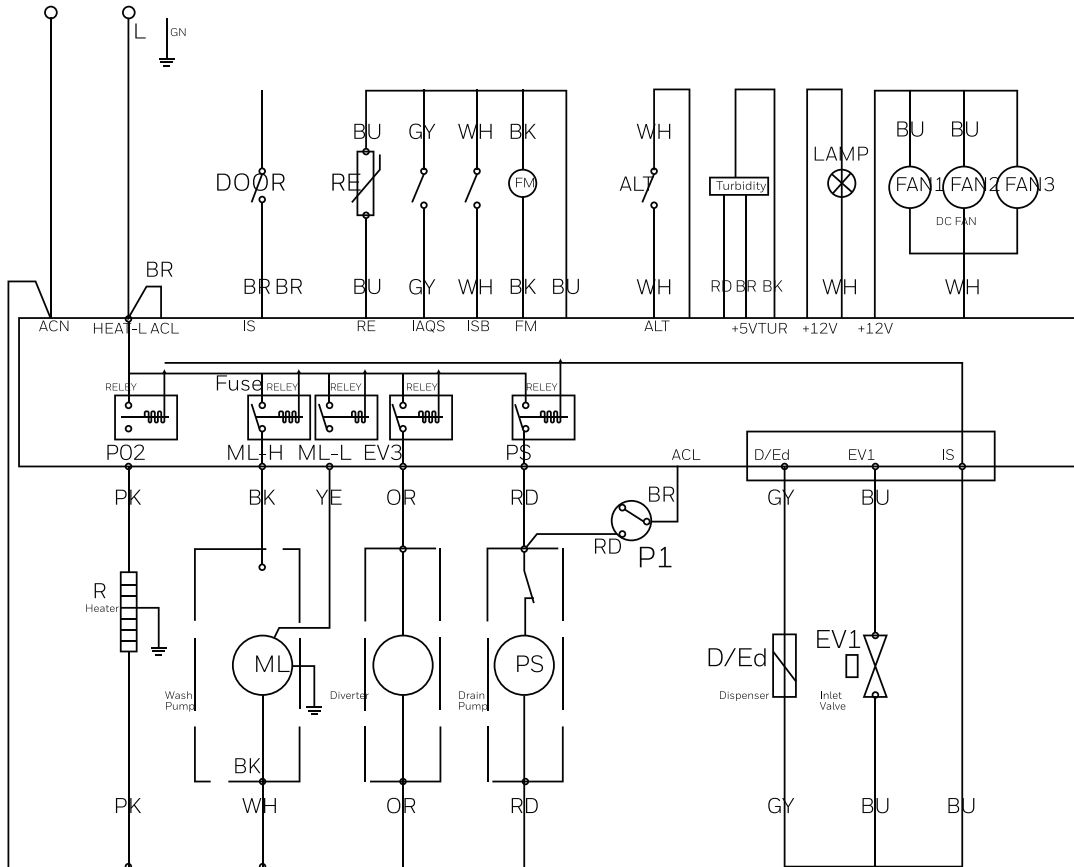 L
GN
BU GY WH BK WH BU BU
LAMP
DOOR RE FM ALT Turbidity FAN1 FAN2 FAN3
DC FAN
BR
BR BR BU GY WH BK BU WH RD BR BK WH WH
ACN HEAT-L ACL IS RE IAQS ISB FM ALT +5VTUR +12V +12V
RELEY Fuse RELEY RELEY RELEY RELEY
P02 ML-H ML-L EV3 PS ACL D/Ed EV1 IS
PK BK YE OR RD BR GY BU
RD
P1
R
Heater
ML PS D/Ed EV1
Wash Diverter Drain Dispenser Inlet
Pump Pump Valve
BK
PK WH OR RD GY BU BU